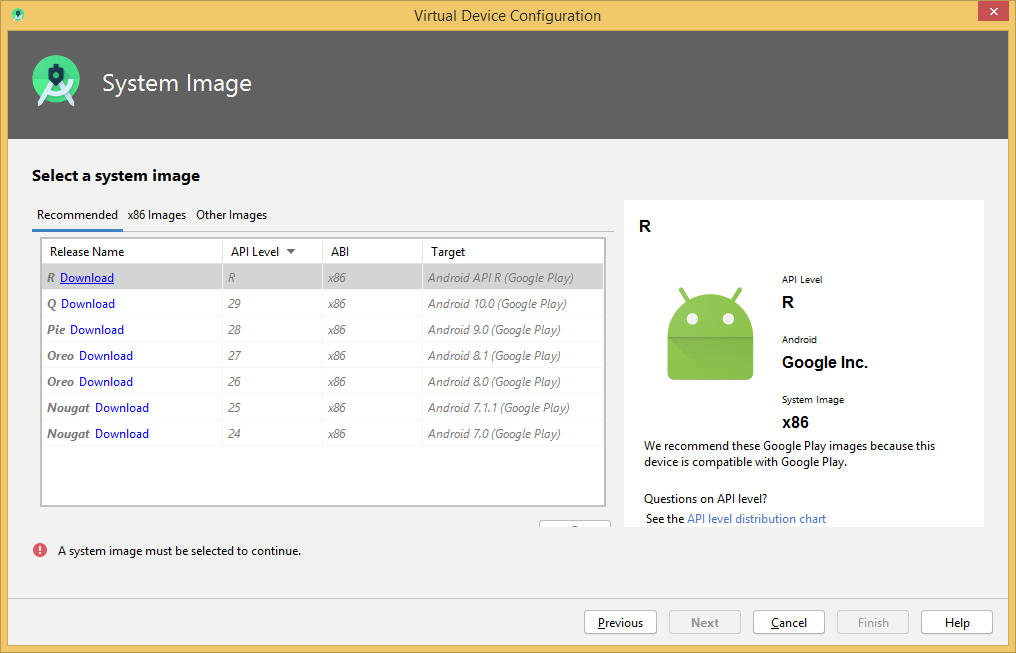 Virtual Device Configuration
System Image
Select a system image
Recommended x86 Images Other Images
Release Name API Level ABI Target
R Download R x86 Android API R (Google Play)
Q Download 29 x86 Android 10.0 (Google Play)
Pie Download 28 x86 Android 9.0 (Google Play)
Oreo Download 27 x86 Android 8.1 (Google Play)
Oreo Download 26 x86 Android 8.0 (Google Play)
Nougat Download 25 x86 Android 7.1.1 (Google Play)
Nougat Download 24 x86 Android 7.0 (Google Play)
R
API Level
R
Android
Google Inc.
System Image
x86
We recommend these Google Play images because this
device is compatible with Google Play.
Questions on API level?
See the API level distribution chart
A system image must be selected to continue.
Previous Next Cancel Finish Help